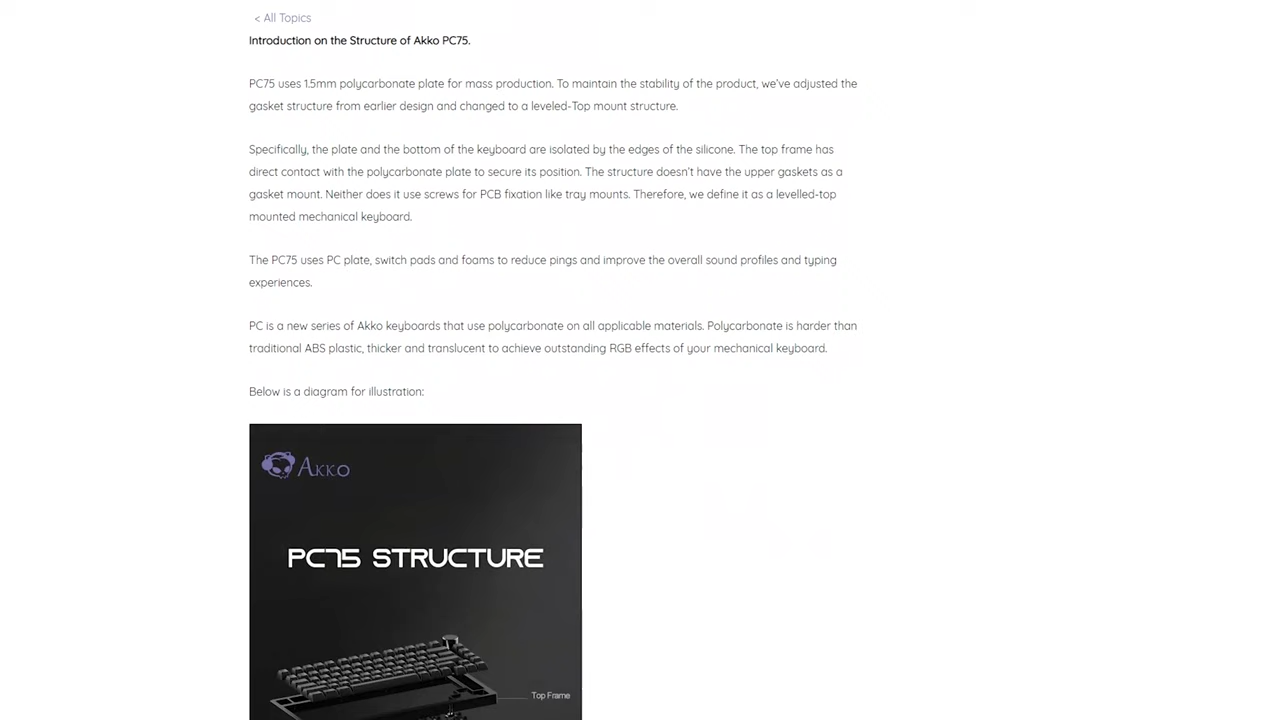 < All Topics
Introduction on the Structure of Akko PC75.
PC75 uses 1.5mm polycarbonate plate for mass production. To maintain the stability of the product, we've adjusted the
gasket structure from earlier design and changed to a leveled-Top mount structure.
Specifically, the plate and the bottom of the keyboard are isolated by the edges of the silicone. The top frame has
direct contact with the polycarbonate plate to secure its position. The structure doesn't have the upper gaskets as a
gasket mount. Neither does it use screws for PCB fixation like tray mounts. Therefore, we define it as a levelled-top
mounted mechanical keyboard.
The PC75 uses PC plate, switch pads and foams to reduce pings and improve the overall sound profiles and typing
experiences.
PC is a new series of Akko keyboards that use polycarbonate on all applicable materials. Polycarbonate is harder than
traditional ABS plastic, thicker and translucent to achieve outstanding RGB effects of your mechanical keyboard.
Below is a diagram for illustration:
AKKO
PC75 STRUCTURE
Top Frame